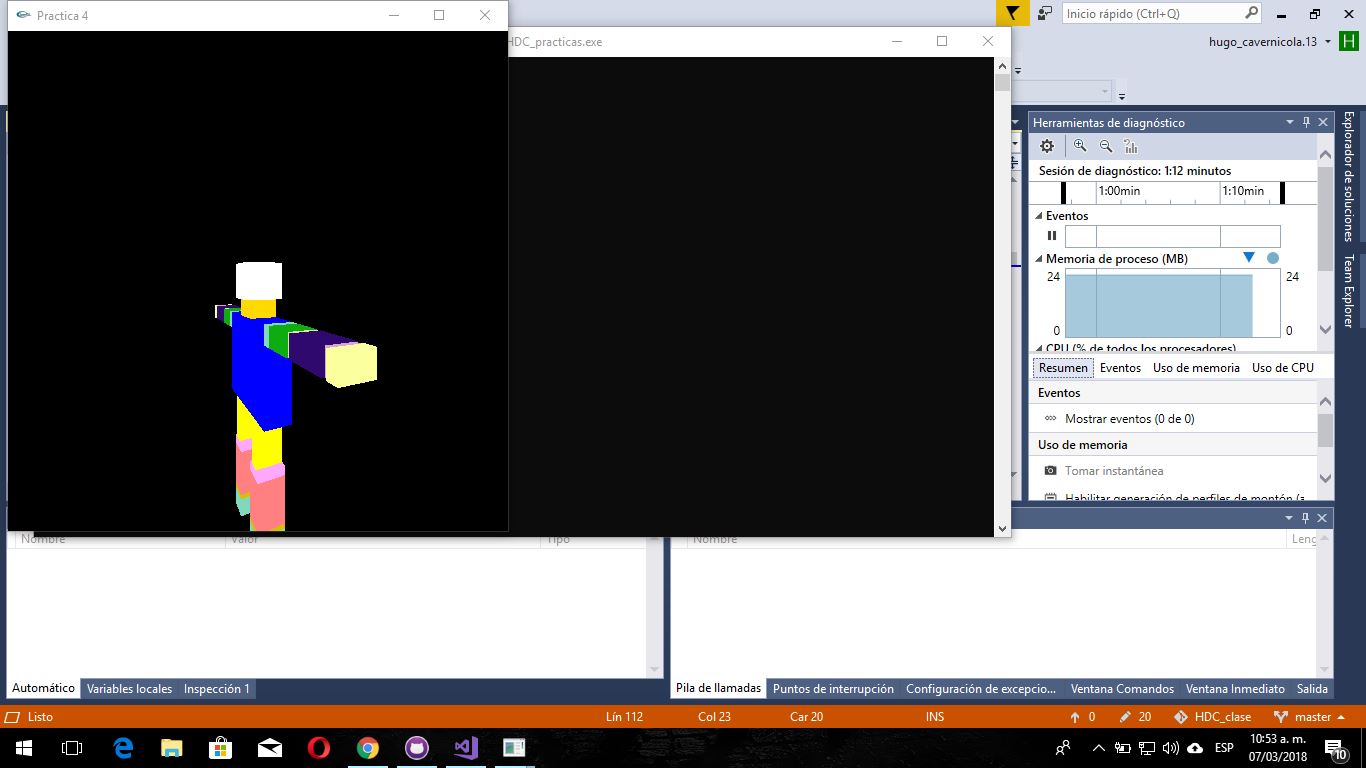 Practica 4
HDC_practicas.exe
Inicio rápido (Ctrl+Q)
hugo_cavernicola.13
H
Herramientas de diagnóstico
Sesión de diagnóstico: 1:12 minutos
1:00min
1:10min
Eventos
Memoria de proceso (MB)
24
24
0
0
CPU (% de todos los procesadores)
Resumen
Eventos
Uso de memoria
Uso de CPU
Eventos
Mostrar eventos (0 de 0)
Uso de memoria
Tomar instantánea
Habilitar generación de perfiles de montón (a
Explorador de soluciones
Team Explorer
Nombre
Valor
Tipo
Nombre
Leng
Automático
Variables locales
Inspección 1
Pila de llamadas
Puntos de interrupción
Configuración de excepcio...
Ventana Comandos
Ventana Inmediato
Salida
Listo
Lín 112
Col 23
Car 20
INS
0
20
HDC_clase
master
ESP
10:53 a. m.
07/03/2018
10